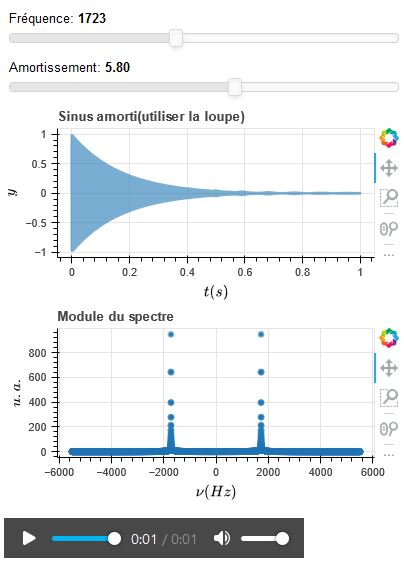 Fréquence: 1723
Amortissement: 5.80
Sinus amorti(utiliser la loupe)
1
0.5
0
−0.5
−1
y
0 0.2 0.4 0.6 0.8 1
t(s)
Module du spectre
800
600
400
200
0
u.a.
−6000 −4000 −2000 0 2000 4000 6000
ν(Hz)
0:01 / 0:01